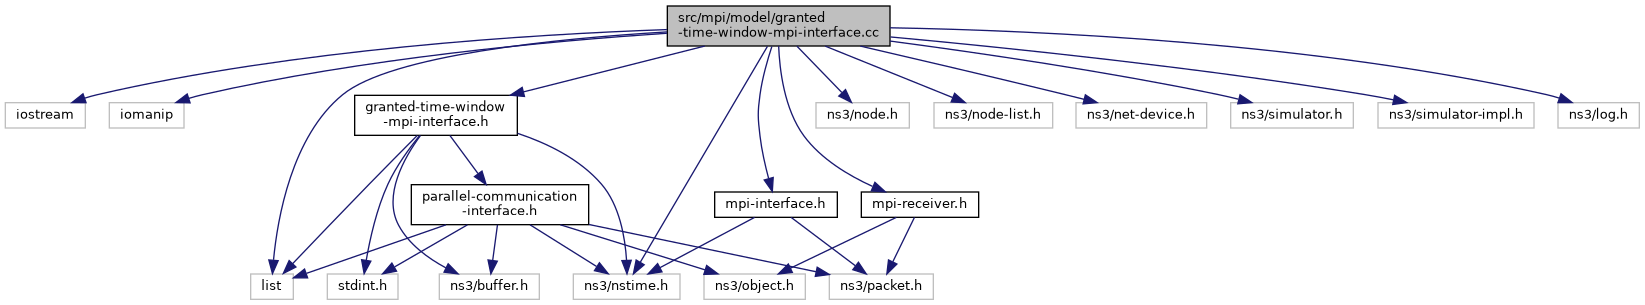 src/mpi/model/granted
-time-window-mpi-interface.cc
iostream
iomanip
granted-time-window
-mpi-interface.h
ns3/node.h
ns3/node-list.h
ns3/net-device.h
ns3/simulator.h
ns3/simulator-impl.h
ns3/log.h
parallel-communication
-interface.h
mpi-interface.h
mpi-receiver.h
list
stdint.h
ns3/buffer.h
ns3/nstime.h
ns3/object.h
ns3/packet.h